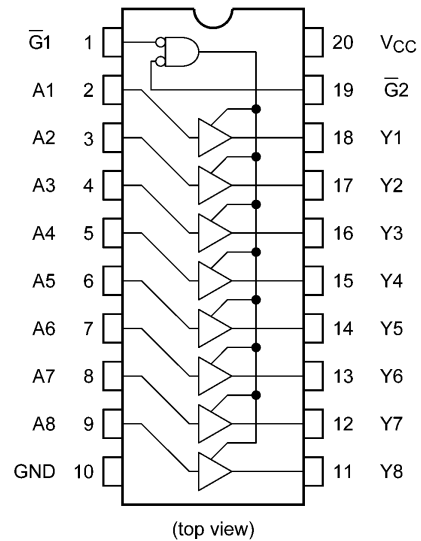 G̅1 1 20 VCC
A1 2 19 G̅2
A2 3 18 Y1
A3 4 17 Y2
A4 5 16 Y3
A5 6 15 Y4
A6 7 14 Y5
A7 8 13 Y6
A8 9 12 Y7
GND 10 11 Y8
(top view)